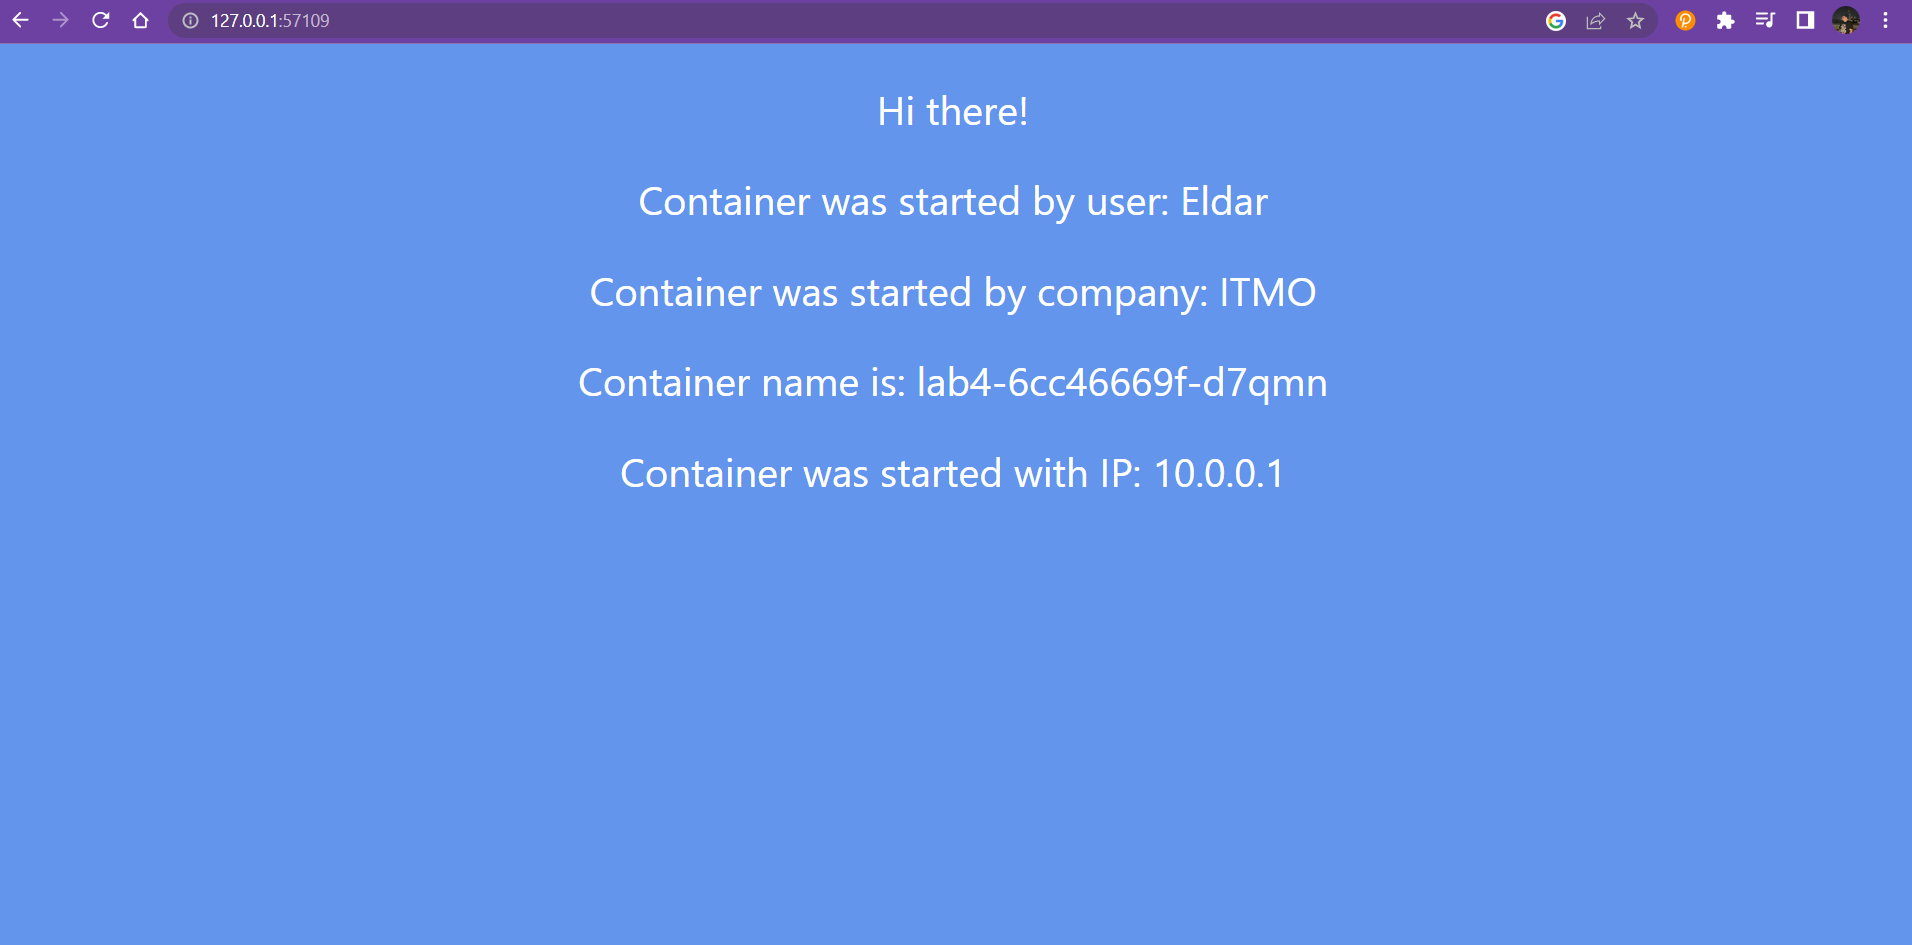 127.0.0.1:57109
Hi there!
Container was started by user: Eldar
Container was started by company: ITMO
Container name is: lab4-6cc46669f-d7qmn
Container was started with IP: 10.0.0.1